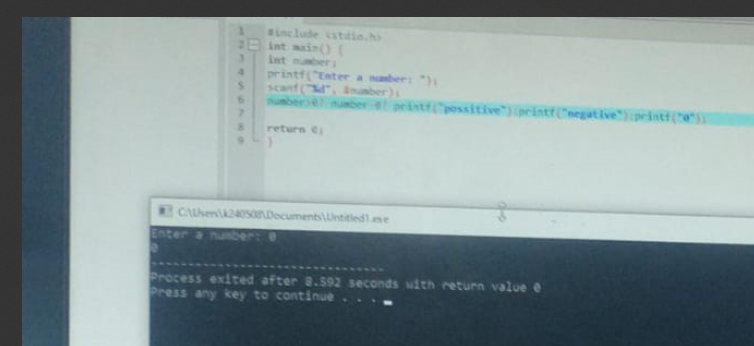 1 #include <stdio.h>
2 int main() {
3 int number;
4 printf("Enter a number: ");
5 scanf("%d", &number);
6 number>0? number<0? printf("possitive"):printf("negative"):printf("0");
7
8 return 0;
9 }
C:\Users\k240508\Documents\Untitled1.exe
Enter a number: 0
0
--------------------------------
Process exited after 8.592 seconds with return value 0
Press any key to continue . . .